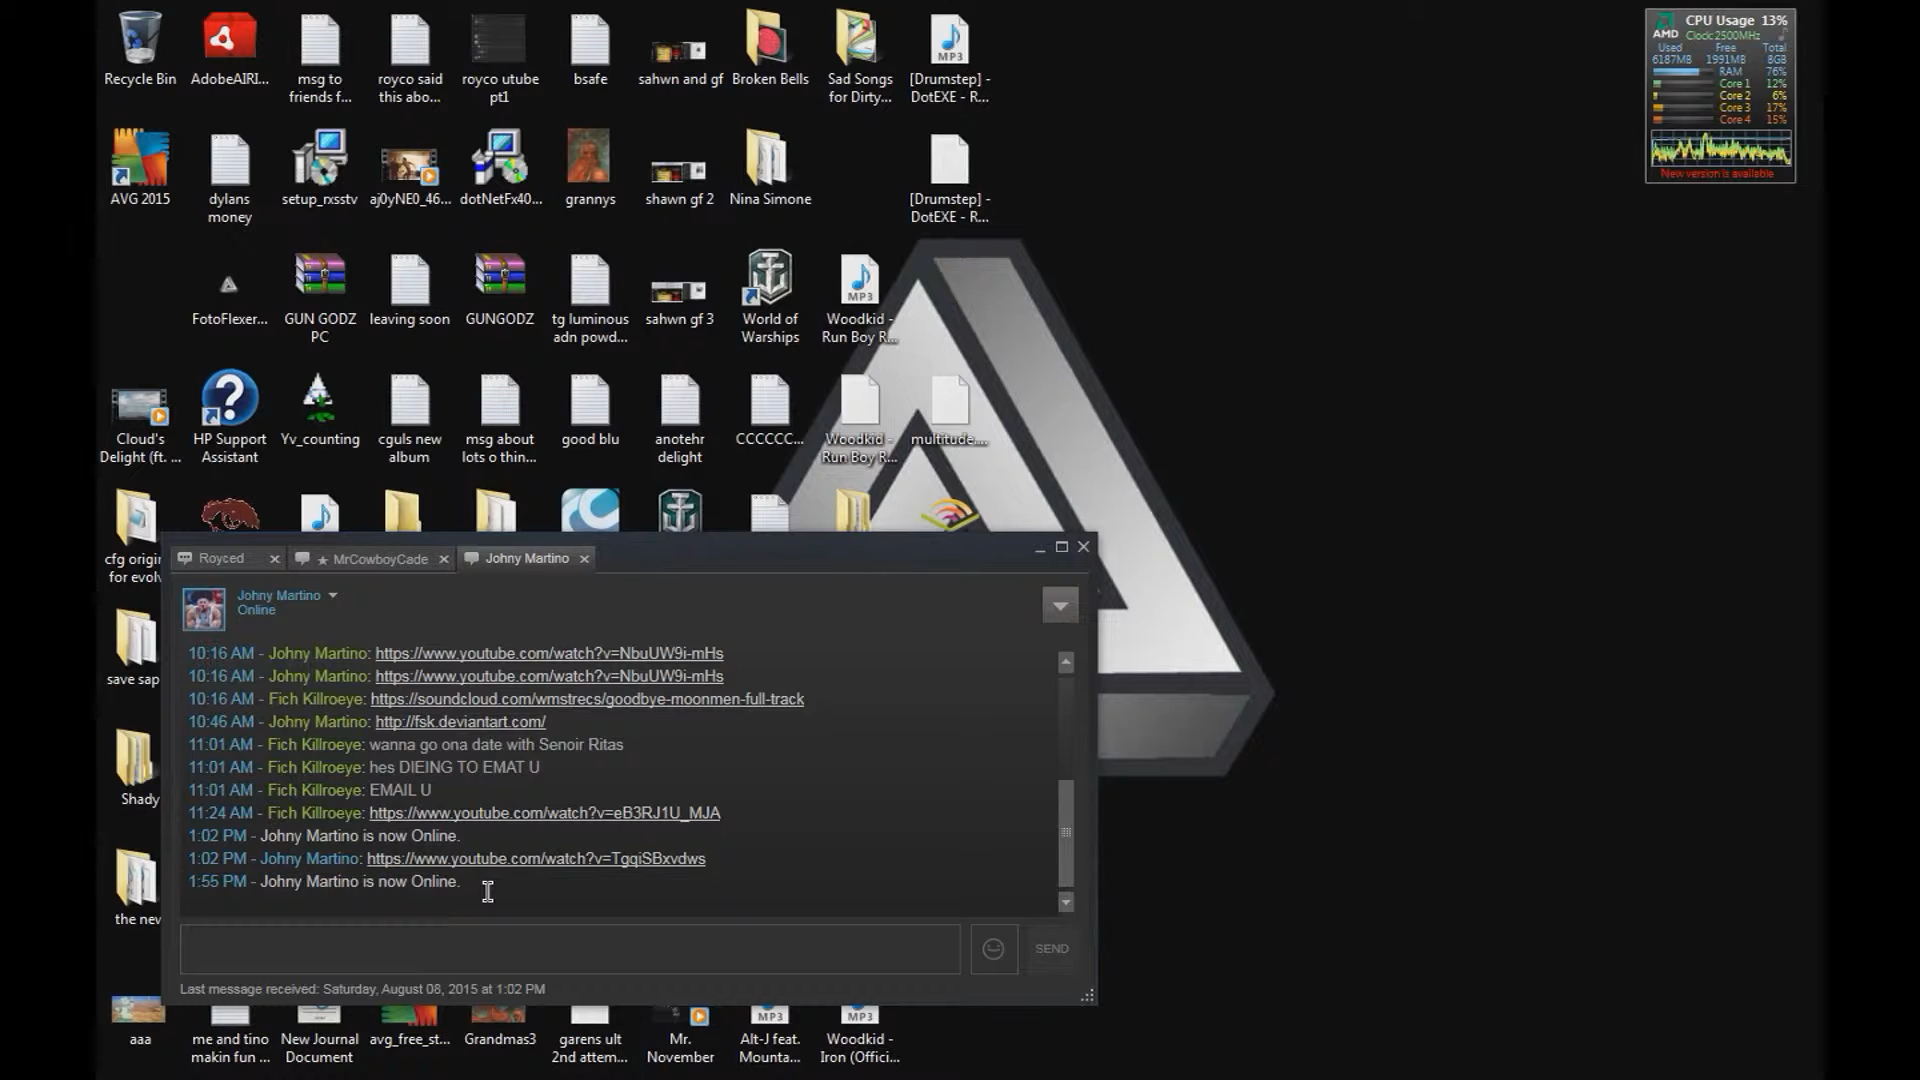 Recycle Bin
AdobeAIRI...
msg to
friends f...
royco said
this abo...
royco utube
pt1
bsafe
sahwn and gf
Broken Bells
Sad Songs
for Dirty...
[Drumstep] -
DotEXE - R...
MP3
AMD
CPU Usage 13%
Clock: 2500MHz
Used Free Total
6187MB 1991MB 8GB
RAM 76%
Core 1 12%
Core 2 6%
Core 3 17%
Core 4 15%
New version is available
AVG 2015
dylans
money
setup_rxsstv
aj0yNE0_46...
dotNetFx40...
grannys
shawn gf 2
Nina Simone
[Drumstep] -
DotEXE - R...
FotoFlexer...
GUN GODZ
PC
leaving soon
GUNGODZ
tg luminous
adn powd...
sahwn gf 3
World of
Warships
MP3
Woodkid -
Run Boy R...
Cloud's
Delight (ft. ...
HP Support
Assistant
Yv_counting
cguls new
album
msg about
lots o thin...
good blu
anotehr
delight
CCCCCC...
Woodkid -
Run Boy R...
multitude....
cfg origin
for evolv
save sap
Shady
the new
Royced
MrCowboyCade
Johny Martino
Johny Martino
Online
10:16 AM - Johny Martino: https://www.youtube.com/watch?v=NbuUW9i-mHs
10:16 AM - Johny Martino: https://www.youtube.com/watch?v=NbuUW9i-mHs
10:16 AM - Fich Killroeye: https://soundcloud.com/wmstrecs/goodbye-moonmen-full-track
10:46 AM - Johny Martino: http://fsk.deviantart.com/
11:01 AM - Fich Killroeye: wanna go ona date with Senoir Ritas
11:01 AM - Fich Killroeye: hes DIEING TO EMAT U
11:01 AM - Fich Killroeye: EMAIL U
11:24 AM - Fich Killroeye: https://www.youtube.com/watch?v=eB3RJ1U_MJA
1:02 PM - Johny Martino is now Online.
1:02 PM - Johny Martino: https://www.youtube.com/watch?v=TgqiSBxvdws
1:55 PM - Johny Martino is now Online.
SEND
Last message received: Saturday, August 08, 2015 at 1:02 PM
aaa
me and tino
makin fun ...
New Journal
Document
avg_free_st...
Grandmas3
garens ult
2nd attem...
Mr.
November
MP3
Alt-J feat.
Mounta...
MP3
Woodkid -
Iron (Offici...